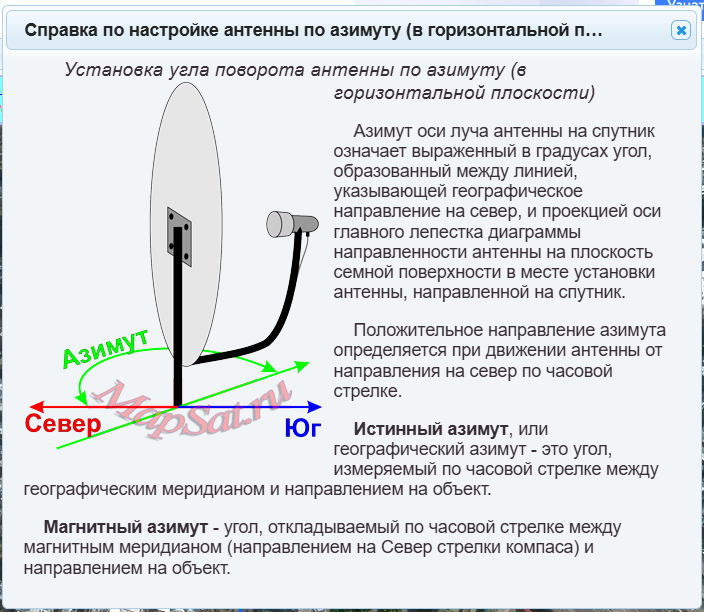 Узнат
Справка по настройке антенны по азимуту (в горизонтальной п...
Установка угла поворота антенны по азимуту (в
горизонтальной плоскости)
Азимут оси луча антенны на спутник
означает выраженный в градусах угол,
образованный между линией,
указывающей географическое
направление на север, и проекцией оси
главного лепестка диаграммы
направленности антенны на плоскость
семной поверхности в месте установки
антенны, направленной на спутник.
Положительное направление азимута
определяется при движении антенны от
направления на север по часовой
стрелке.
Азимут
MapSat.ru
Север
Юг
Истинный азимут, или
географический азимут - это угол,
измеряемый по часовой стрелке между
географическим меридианом и направлением на объект.
Магнитный азимут - угол, откладываемый по часовой стрелке между
магнитным меридианом (направлением на Север стрелки компаса) и
направлением на объект.